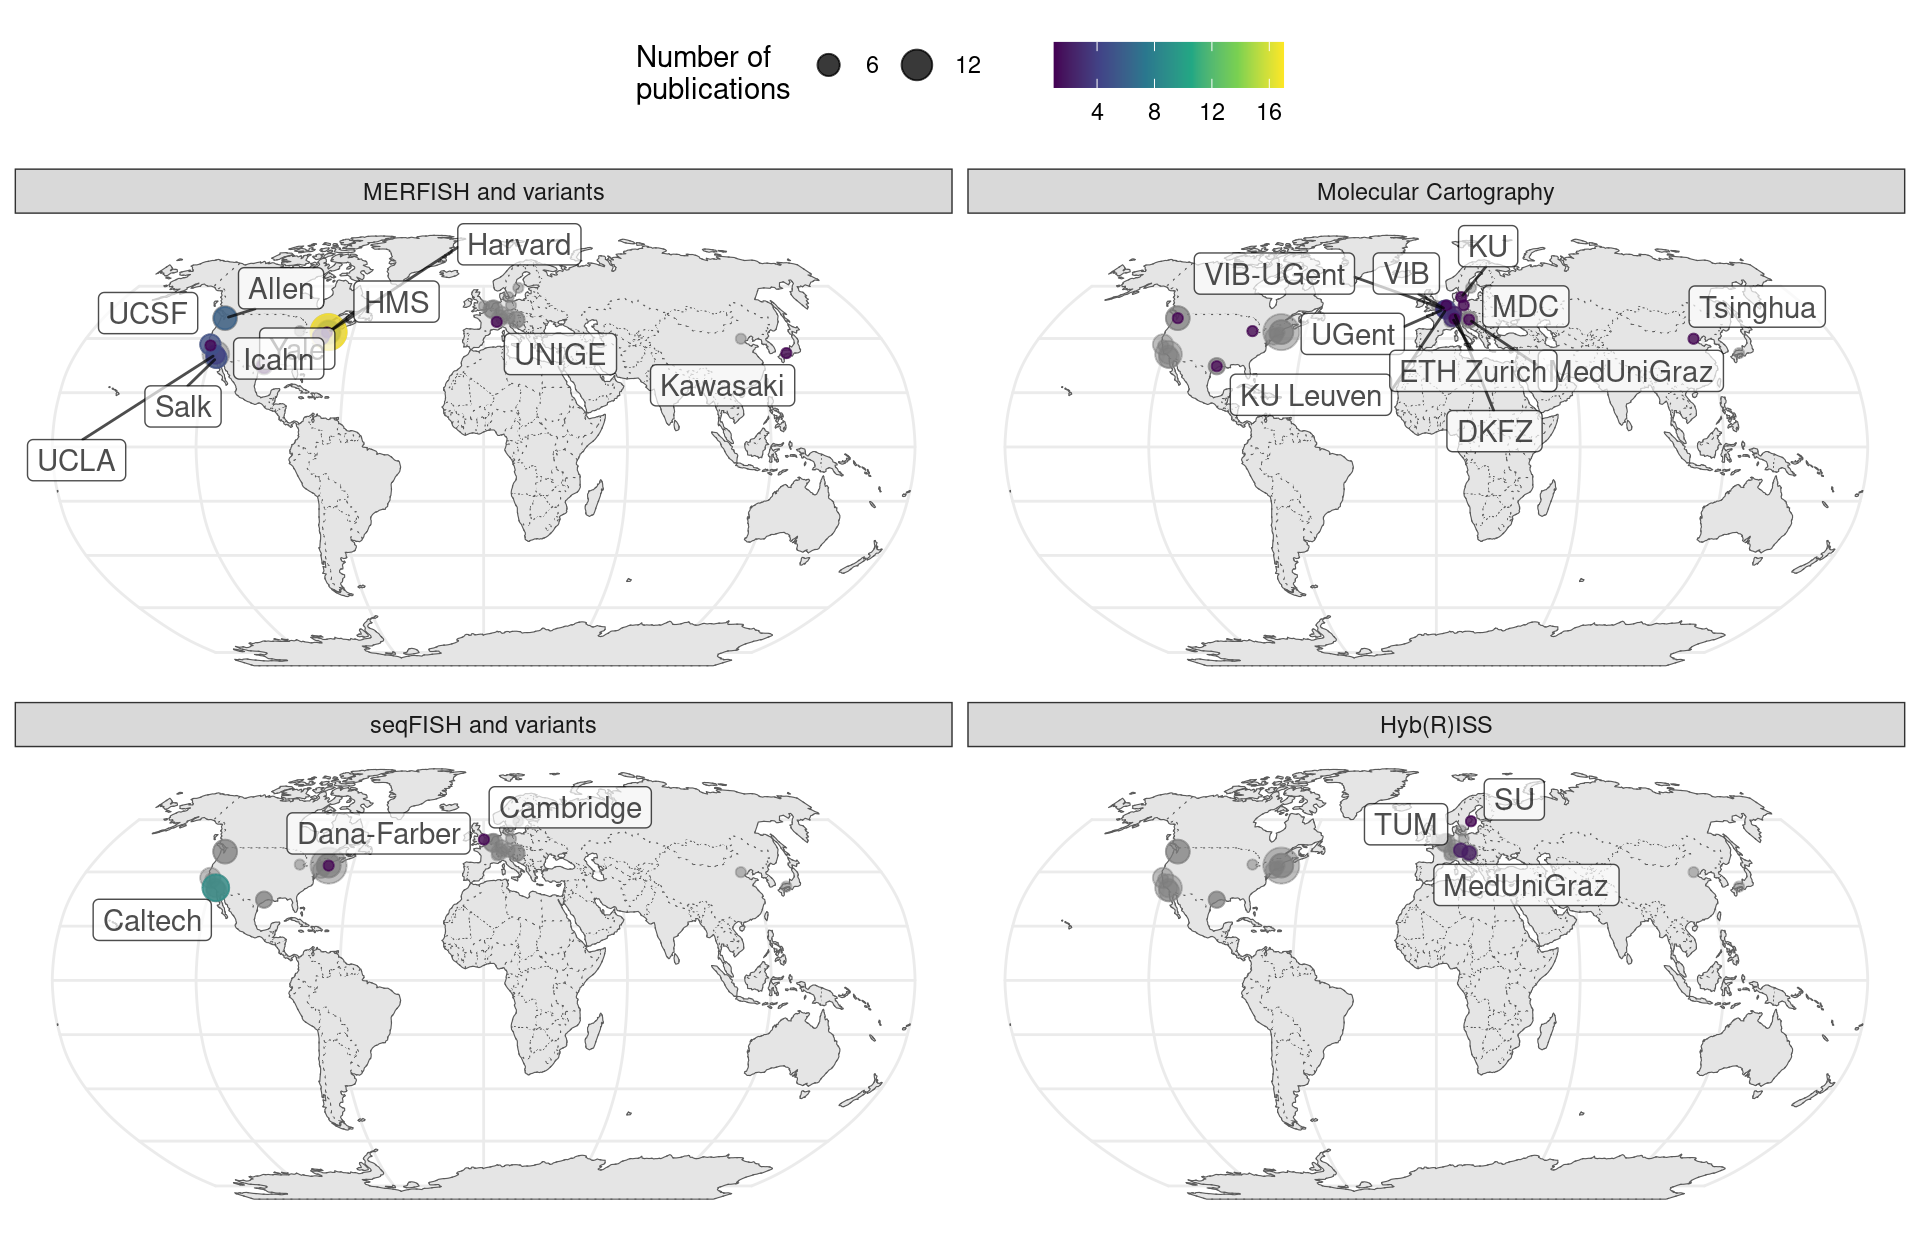 Number of
publications
6
12
4
8
12
16
MERFISH and variants
Molecular Cartography
Harvard
Allen
HMS
UCSF
Yale
Icahn
UNIGE
Kawasaki
Salk
UCLA
KU
VIB-UGent
VIB
MDC
Tsinghua
UGent
ETH Zurich
MedUniGraz
KU Leuven
DKFZ
seqFISH and variants
Hyb(R)ISS
Cambridge
Dana-Farber
Caltech
SU
TUM
MedUniGraz